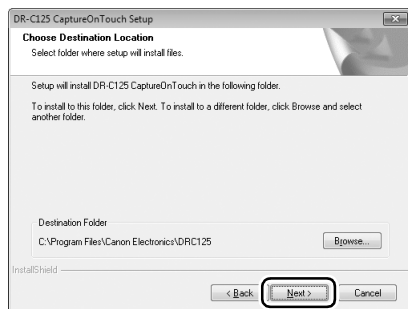 DR-C125 CaptureOnTouch Setup
Choose Destination Location
Select folder where setup will install files.
Setup will install DR-C125 CaptureOnTouch in the following folder.
To install to this folder, click Next. To install to a different folder, click Browse and select
another folder.
Destination Folder
C:\Program Files\Canon Electronics\DRC125
Browse...
InstallShield
< Back
Next >
Cancel